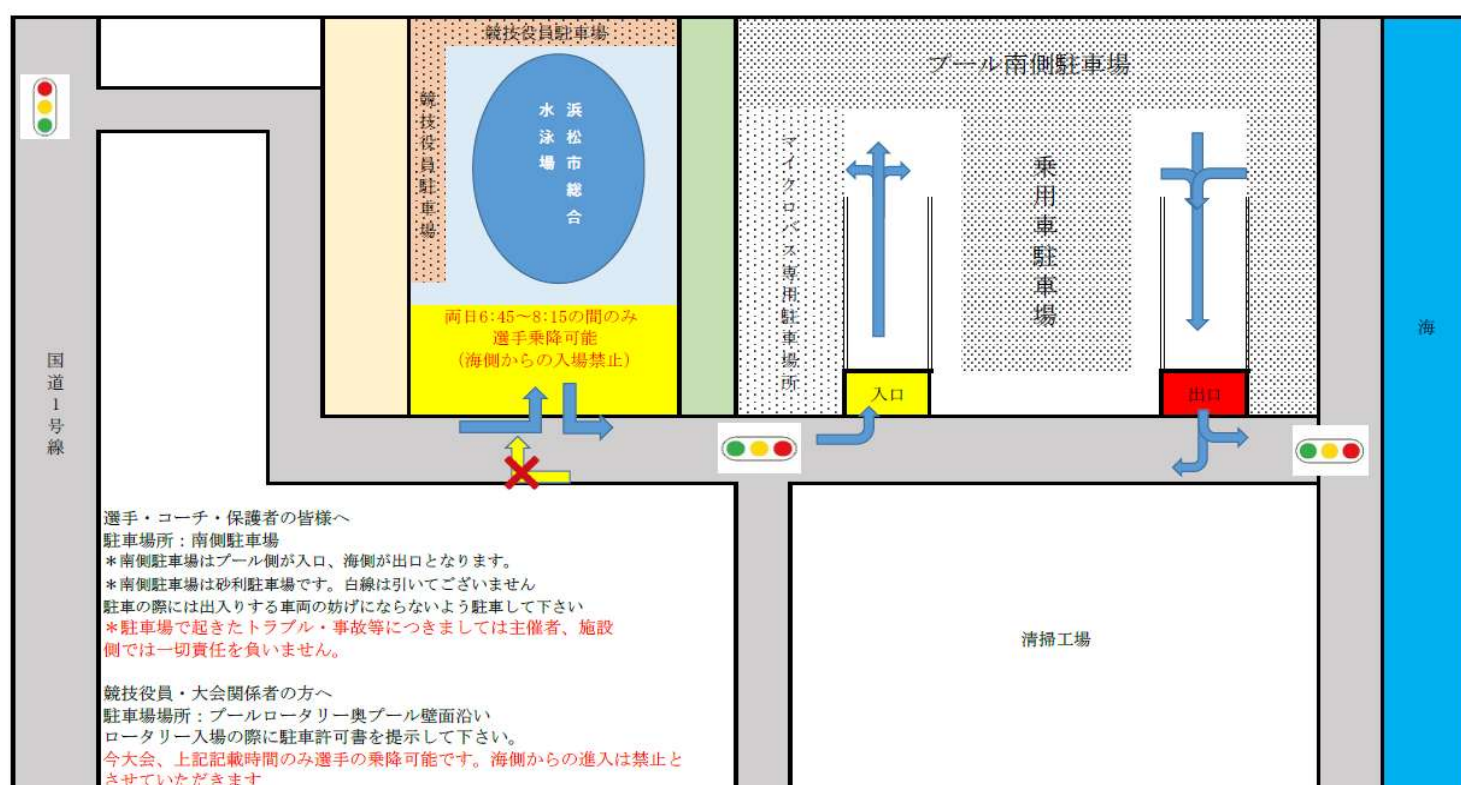 競技役員駐車場
プール南側駐車場
競技役員駐車場
浜松市総合
水泳場
マイクロバス専用駐車場所
乗用車駐車場
両日6:45～8:15の間のみ
選手乗降可能
(海側からの入場禁止)
入口
出口
海
国道1号線
選手・コーチ・保護者の皆様へ
駐車場所：南側駐車場
＊南側駐車場はプール側が入口、海側が出口となります。
＊南側駐車場は砂利駐車場です。白線は引いてございません
駐車の際には出入りする車両の妨げにならないよう駐車して下さい
＊駐車場で起きたトラブル・事故等につきましては主催者、施設
側では一切責任を負いません。
清掃工場
競技役員・大会関係者の方へ
駐車場場所：プールロータリー奥プール壁面沿い
ロータリー入場の際に駐車許可書を提示して下さい。
今大会、上記記載時間のみ選手の乗降可能です。海側からの進入は禁止と
させていただきます